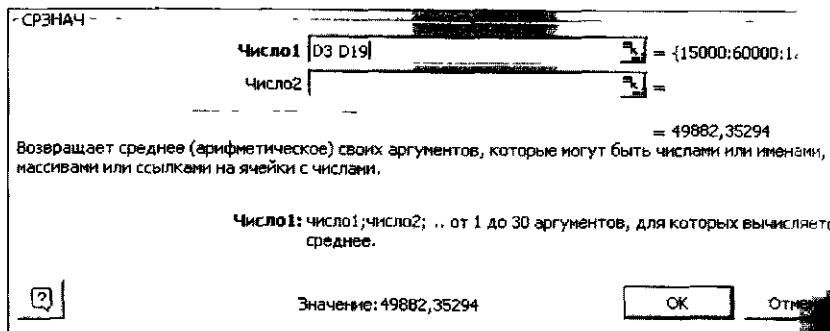 СРЗНАЧ
Число1 D3 D19 = {15000:60000:1
Число2 =
= 49882,35294
Возвращает среднее (арифметическое) своих аргументов, которые могут быть числами или именами,
массивами или ссылками на ячейки с числами.
Число1: число1;число2; .. от 1 до 30 аргументов, для которых вычисляетс
среднее.
Значение:49882,35294 OK